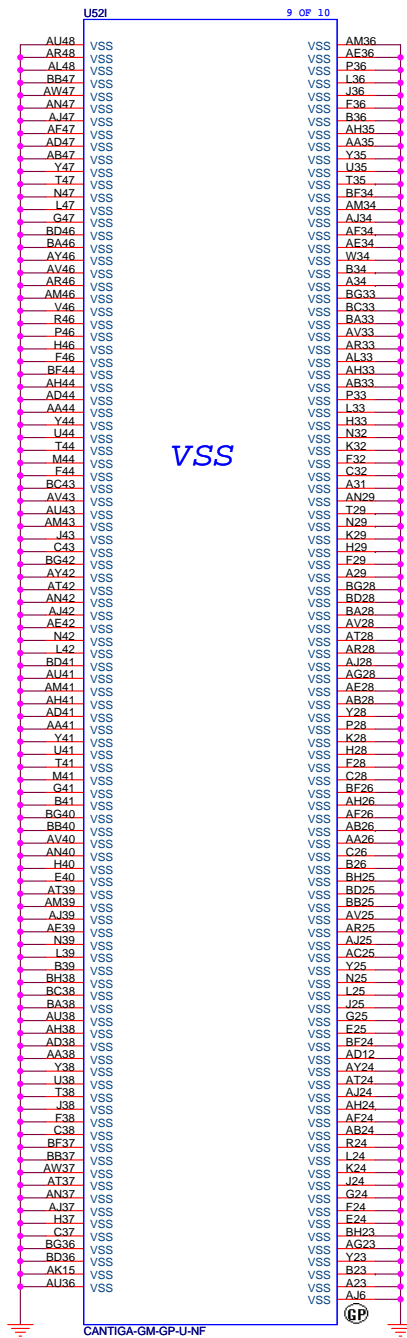 U52I 9 OF 10
AU48 VSS VSS AM36
AR48 VSS VSS AE36
AL48 VSS VSS P36
BB47 VSS VSS L36
AW47 VSS VSS J36
AN47 VSS VSS F36
AJ47 VSS VSS B36
AF47 VSS VSS AH35
AD47 VSS VSS AA35
AB47 VSS VSS Y35
Y47 VSS VSS U35
T47 VSS VSS T35
N47 VSS VSS BF34
L47 VSS VSS AM34
G47 VSS VSS AJ34
BD46 VSS VSS AF34
BA46 VSS VSS AE34
AY46 VSS VSS W34
AV46 VSS VSS B34
AR46 VSS VSS A34
AM46 VSS VSS BG33
V46 VSS VSS BC33
R46 VSS VSS BA33
P46 VSS VSS AV33
H46 VSS VSS AR33
F46 VSS VSS AL33
BF44 VSS VSS AH33
AH44 VSS VSS AB33
AD44 VSS VSS P33
AA44 VSS VSS L33
Y44 VSS VSS H33
U44 VSS VSS N32
T44 VSS VSS K32
M44 VSS VSS F32
F44 VSS VSS C32
BC43 VSS VSS A31
AV43 VSS VSS AN29
AU43 VSS VSS T29
AM43 VSS VSS N29
J43 VSS VSS K29
C43 VSS VSS H29
BG42 VSS VSS F29
AY42 VSS VSS A29
AT42 VSS VSS BG28
AN42 VSS VSS BD28
AJ42 VSS VSS BA28
AE42 VSS VSS AV28
N42 VSS VSS AT28
L42 VSS VSS AR28
BD41 VSS VSS AJ28
AU41 VSS VSS AG28
AM41 VSS VSS AE28
AH41 VSS VSS AB28
AD41 VSS VSS Y28
AA41 VSS VSS P28
Y41 VSS VSS K28
U41 VSS VSS H28
T41 VSS VSS F28
M41 VSS VSS C28
G41 VSS VSS BF26
B41 VSS VSS AH26
BG40 VSS VSS AF26
BB40 VSS VSS AB26
AV40 VSS VSS AA26
AN40 VSS VSS C26
H40 VSS VSS B26
E40 VSS VSS BH25
AT39 VSS VSS BD25
AM39 VSS VSS BB25
AJ39 VSS VSS AV25
AE39 VSS VSS AR25
N39 VSS VSS AJ25
L39 VSS VSS AC25
B39 VSS VSS Y25
BH38 VSS VSS N25
BC38 VSS VSS L25
BA38 VSS VSS J25
AU38 VSS VSS G25
AH38 VSS VSS E25
AD38 VSS VSS BF24
AA38 VSS VSS AD12
Y38 VSS VSS AY24
U38 VSS VSS AT24
T38 VSS VSS AJ24
J38 VSS VSS AH24
F38 VSS VSS AF24
C38 VSS VSS AB24
BF37 VSS VSS R24
BB37 VSS VSS L24
AW37 VSS VSS K24
AT37 VSS VSS J24
AN37 VSS VSS G24
AJ37 VSS VSS F24
H37 VSS VSS E24
C37 VSS VSS BH23
BG36 VSS VSS AG23
BD36 VSS VSS Y23
AK15 VSS VSS B23
AU36 VSS VSS A23
VSS AJ6
VSS
GP
CANTIGA-GM-GP-U-NF